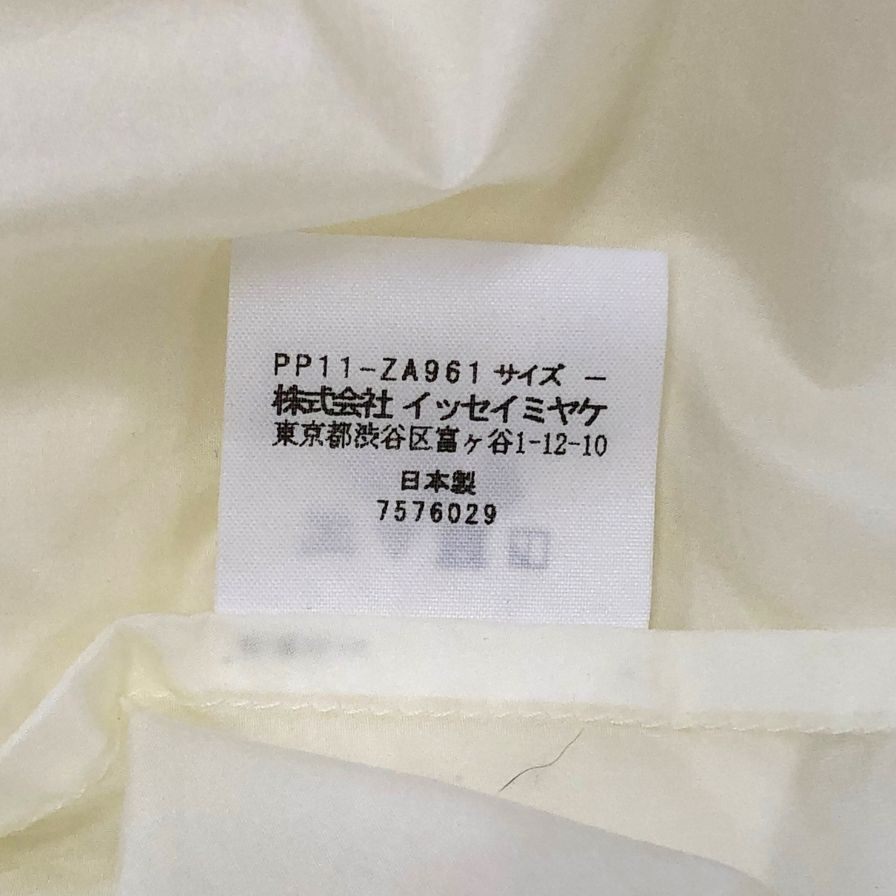 PP11-ZA961 サイズ －
株式会社 イッセイミヤケ
東京都渋谷区富ヶ谷1-12-10
日本製
7576029